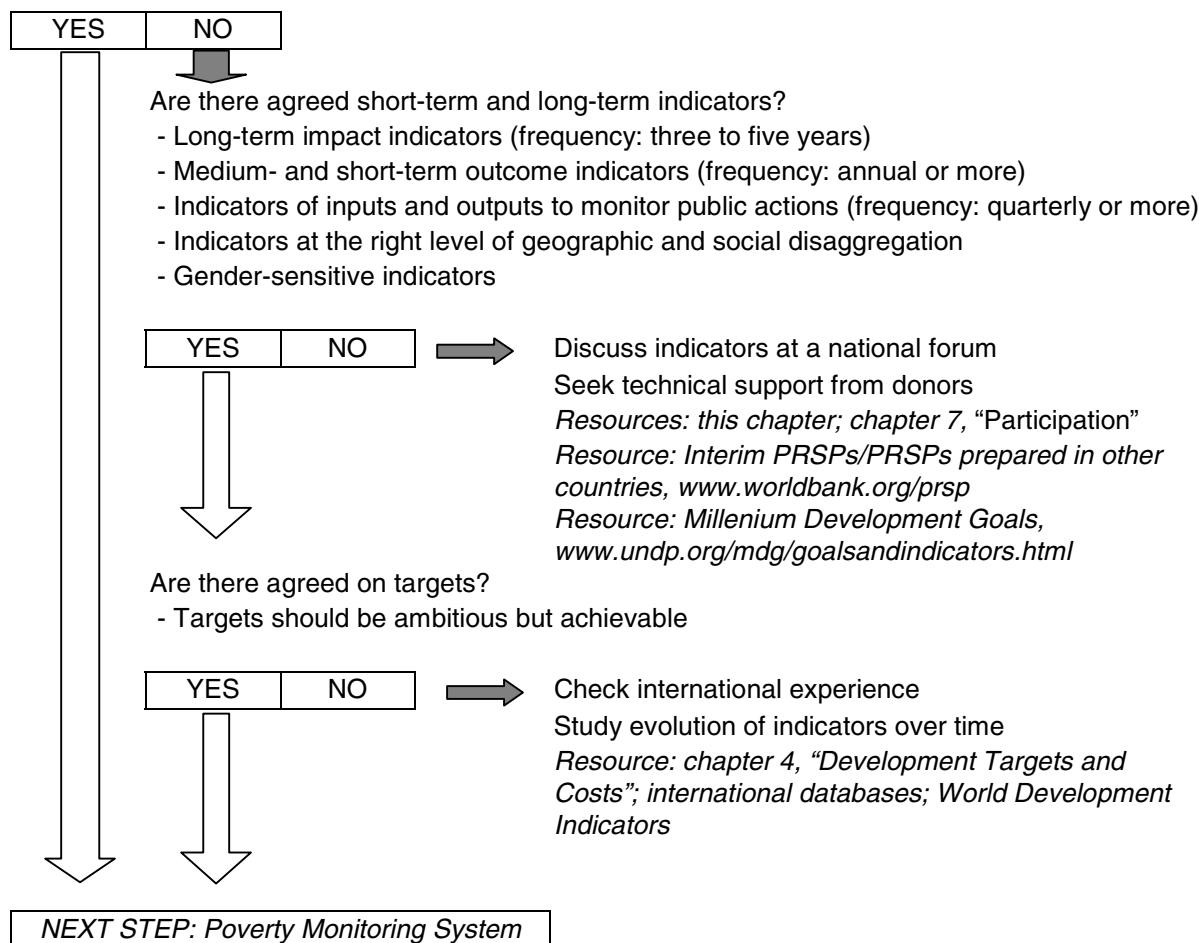 YES NO
Are there agreed short-term and long-term indicators?
- Long-term impact indicators (frequency: three to five years)
- Medium- and short-term outcome indicators (frequency: annual or more)
- Indicators of inputs and outputs to monitor public actions (frequency: quarterly or more)
- Indicators at the right level of geographic and social disaggregation
- Gender-sensitive indicators
YES NO
Discuss indicators at a national forum
Seek technical support from donors
Resources: this chapter; chapter 7, “Participation”
Resource: Interim PRSPs/PRSPs prepared in other
countries, www.worldbank.org/prsp
Resource: Millenium Development Goals,
www.undp.org/mdg/goalsandindicators.html
Are there agreed on targets?
- Targets should be ambitious but achievable
YES NO
Check international experience
Study evolution of indicators over time
Resource: chapter 4, “Development Targets and
Costs”; international databases; World Development
Indicators
NEXT STEP: Poverty Monitoring System